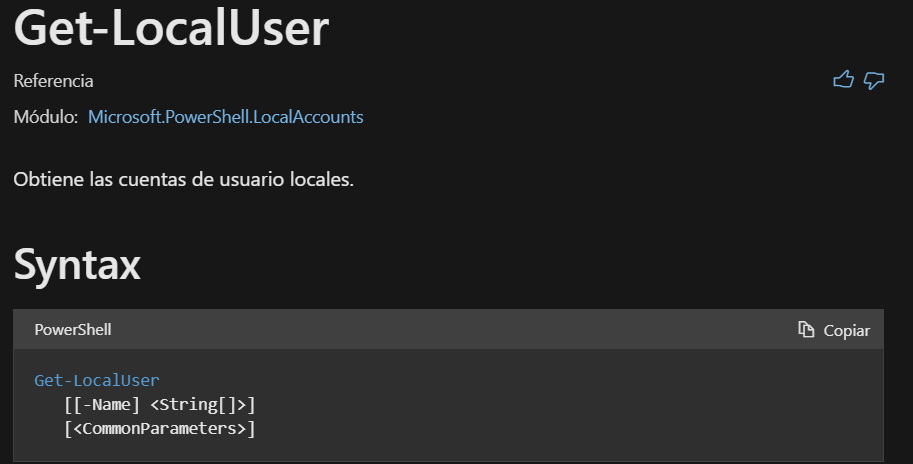 Get-LocalUser
Referencia
Módulo: Microsoft.PowerShell.LocalAccounts
Obtiene las cuentas de usuario locales.
Syntax
PowerShell Copiar
Get-LocalUser
[[-Name] <String[]>]
[<CommonParameters>]